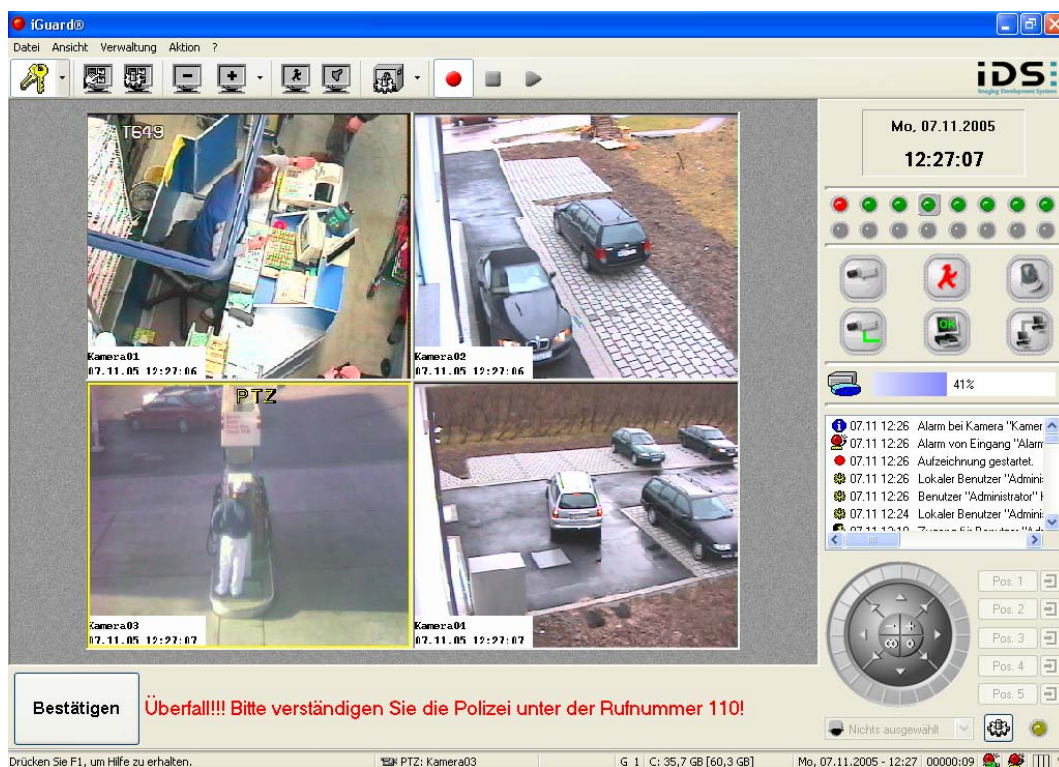 iGuard®
Datei Ansicht Verwaltung Aktion ?
iDS
Imaging Development Systems
T649
Kamera01
07.11.05 12:27:06
Kamera02
07.11.05 12:27:06
PTZ
Kamera03
07.11.05 12:27:07
Kamera04
07.11.05 12:27:07
Mo, 07.11.2005
12:27:07
OK
41%
07.11 12:26 Alarm bei Kamera "Kamer
07.11 12:26 Alarm von Eingang "Alarm
07.11 12:26 Aufzeichnung gestartet.
07.11 12:26 Lokaler Benutzer "Adminis
07.11 12:26 Benutzer "Administrator"
07.11 12:24 Lokaler Benutzer "Adminis
Pos. 1
Pos. 2
Pos. 3
Pos. 4
Pos. 5
Nichts ausgewählt
Bestätigen
Überfall!!! Bitte verständigen Sie die Polizei unter der Rufnummer 110!
Drücken Sie F1, um Hilfe zu erhalten. PTZ: Kamera03 G 1 C: 35,7 GB [60,3 GB] Mo, 07.11.2005 - 12:27 00000:09